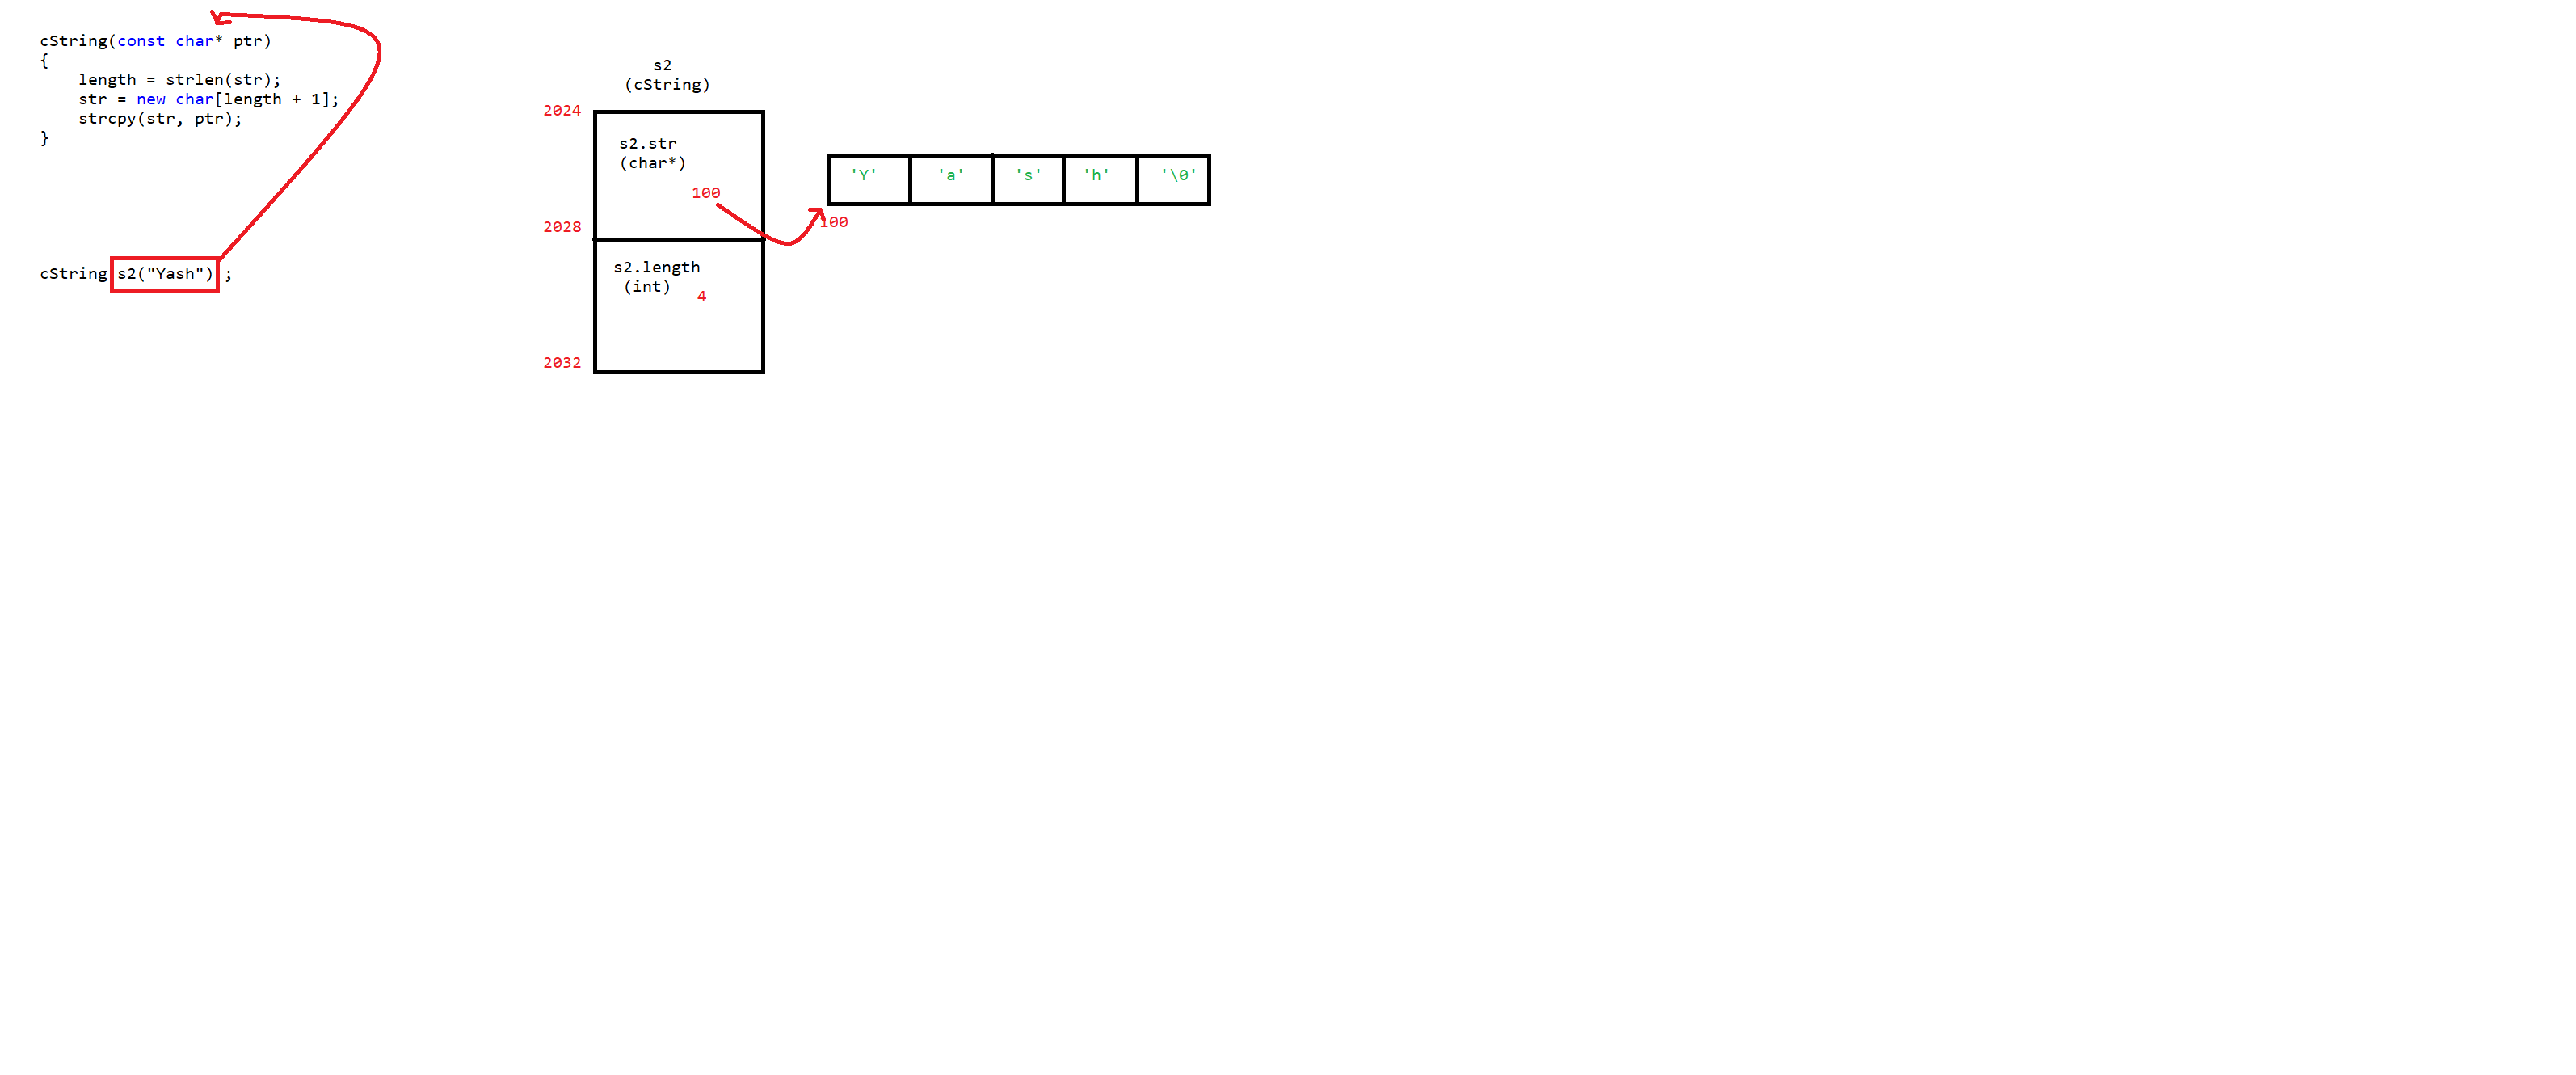 cString(const char* ptr)
{
    length = strlen(str);
    str = new char[length + 1];
    strcpy(str, ptr);
}
cString s2("Yash") ;
s2
(cString)
2024
s2.str
(char*)
100
2028
s2.length
(int)
4
2032
'Y' 'a' 's' 'h' '\0'
100